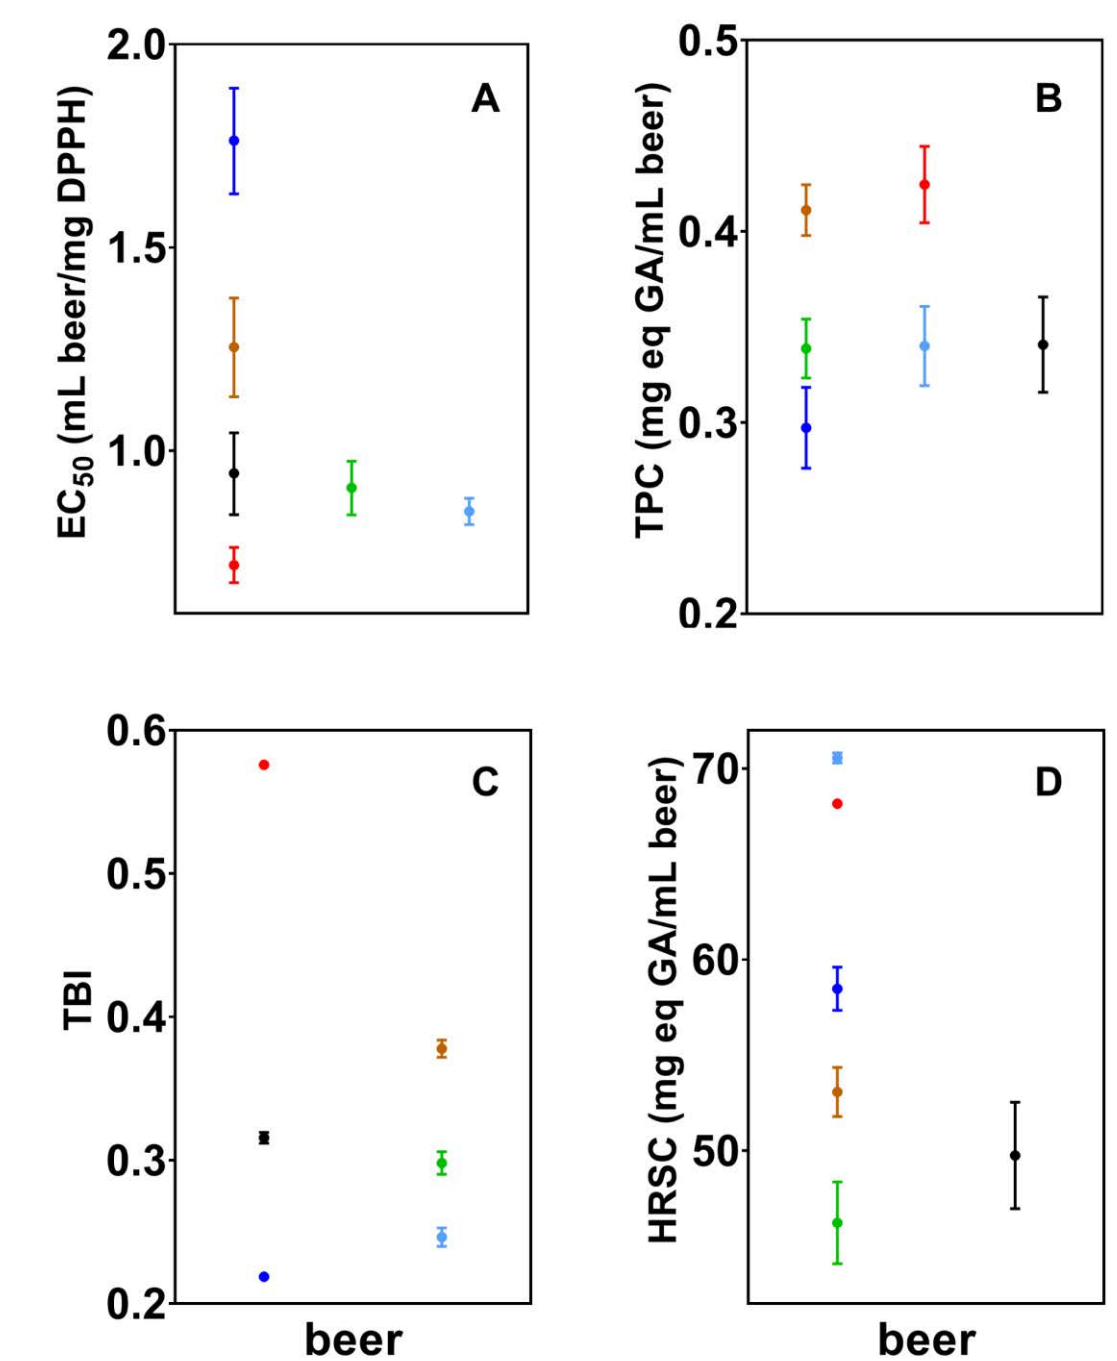 2.0
1.5
1.0
EC50 (mL beer/mg DPPH)
A
0.5
0.4
0.3
0.2
TPC (mg eq GA/mL beer)
B
0.6
0.5
0.4
0.3
0.2
TBI
C
beer
70
60
50
HRSC (mg eq GA/mL beer)
D
beer